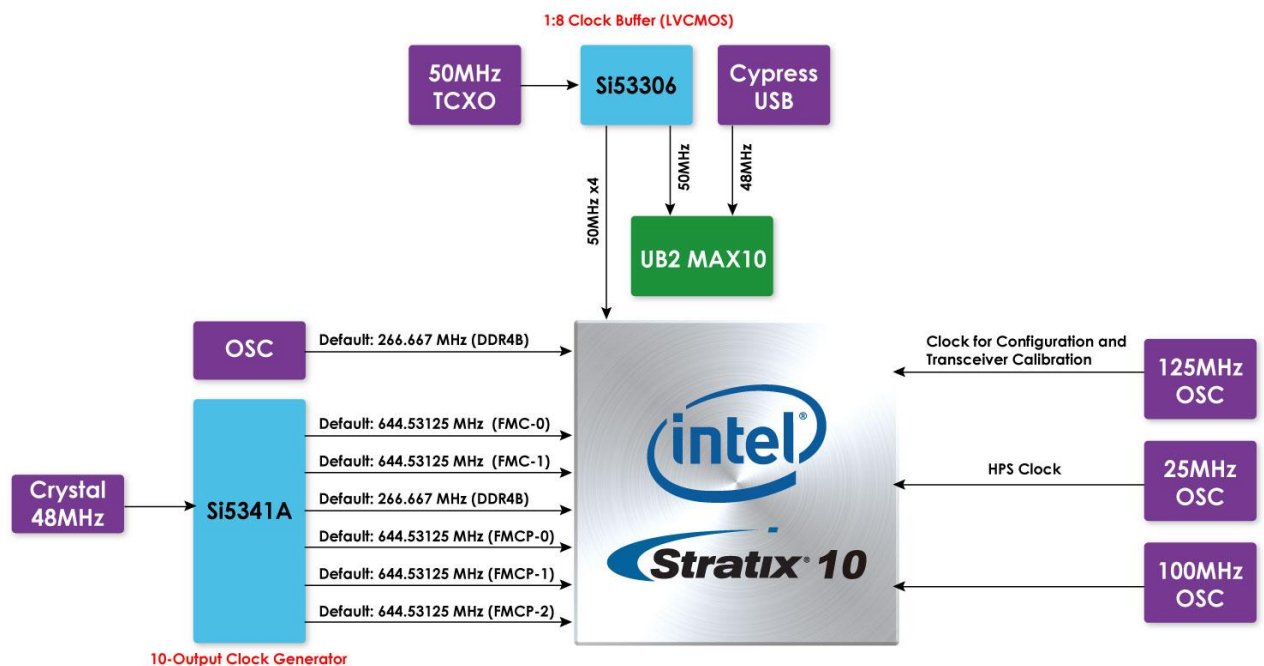 1:8 Clock Buffer (LVCMOS)
50MHz
TCXO
Si53306
Cypress
USB
50MHz x4
50MHz
48MHz
UB2 MAX10
OSC
Default: 266.667 MHz (DDR4B)
Clock for Configuration and
Transceiver Calibration
125MHz
OSC
Crystal
48MHz
Si5341A
Default: 644.53125 MHz (FMC-0)
Default: 644.53125 MHz (FMC-1)
Default: 266.667 MHz (DDR4B)
Default: 644.53125 MHz (FMCP-0)
Default: 644.53125 MHz (FMCP-1)
Default: 644.53125 MHz (FMCP-2)
10-Output Clock Generator
intel®
Stratix® 10
HPS Clock
25MHz
OSC
100MHz
OSC